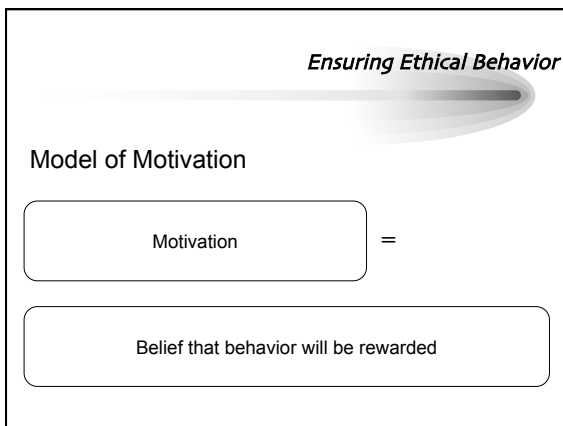 Ensuring Ethical Behavior
Model of Motivation
Motivation =
Belief that behavior will be rewarded